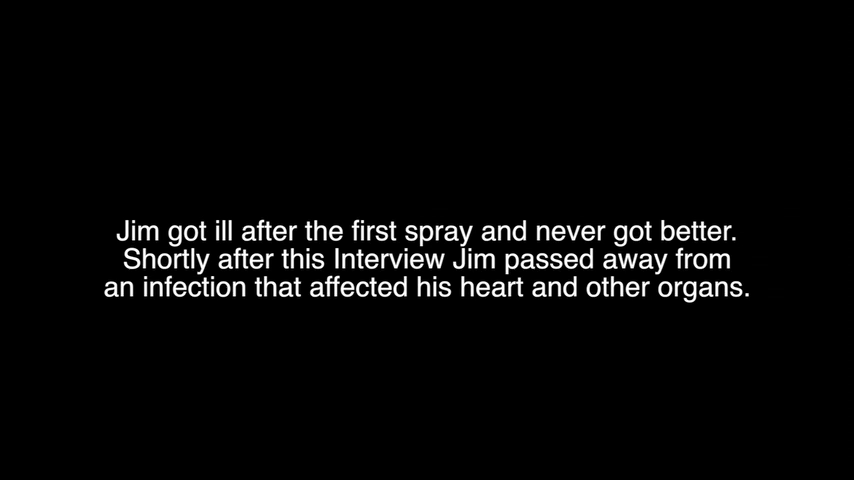 Jim got ill after the first spray and never got better.
Shortly after this Interview Jim passed away from
an infection that affected his heart and other organs.